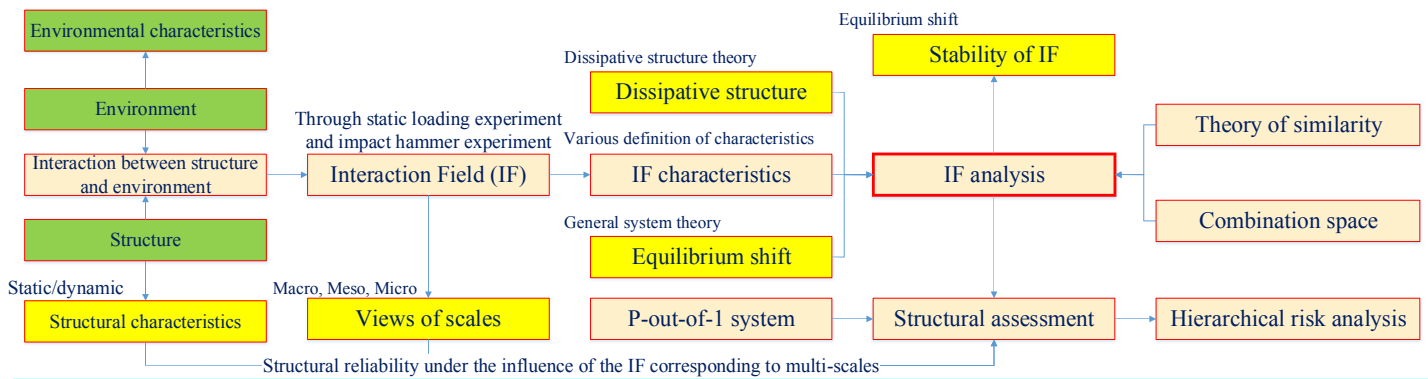 Environmental characteristics
Environment
Interaction between structure
and environment
Structure
Static/dynamic
Structural characteristics
Through static loading experiment
and impact hammer experiment
Interaction Field (IF)
Macro, Meso, Micro
Views of scales
Dissipative structure theory
Dissipative structure
Various definition of characteristics
IF characteristics
General system theory
Equilibrium shift
P-out-of-1 system
Equilibrium shift
Stability of IF
IF analysis
Structural assessment
Theory of similarity
Combination space
Hierarchical risk analysis
Structural reliability under the influence of the IF corresponding to multi-scales